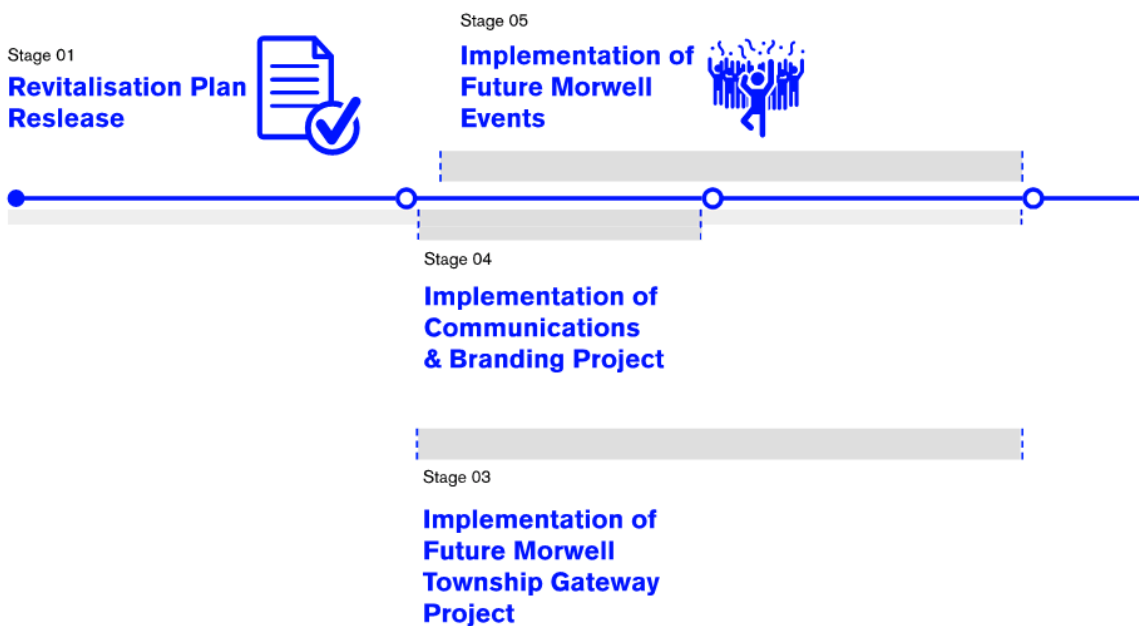 Stage 01
Revitalisation Plan
Reslease
Stage 05
Implementation of
Future Morwell
Events
Stage 04
Implementation of
Communications
& Branding Project
Stage 03
Implementation of
Future Morwell
Township Gateway
Project